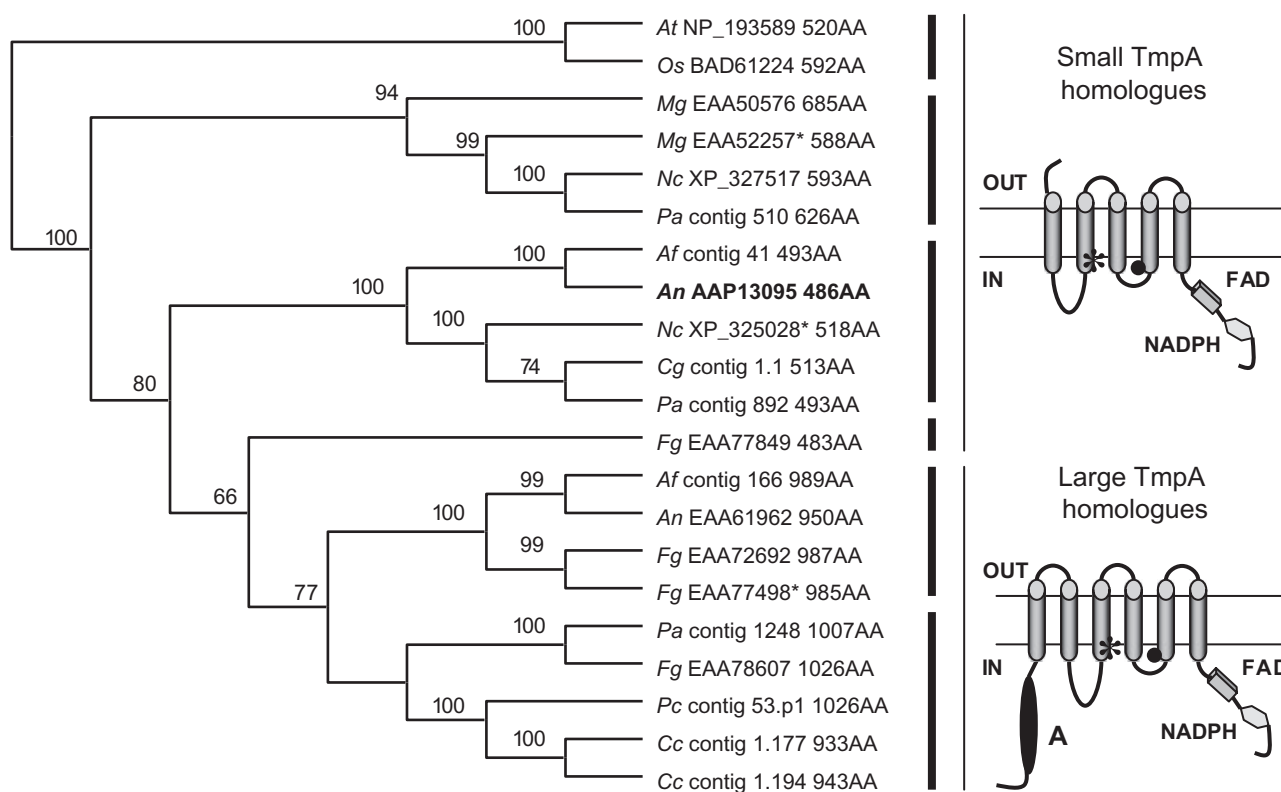 100
At NP_193589 520AA
Os BAD61224 592AA
94
Mg EAA50576 685AA
99
Mg EAA52257* 588AA
100
Nc XP_327517 593AA
Pa contig 510 626AA
100
100
Af contig 41 493AA
100
An AAP13095 486AA
100
Nc XP_325028* 518AA
74
Cg contig 1.1 513AA
80
Pa contig 892 493AA
Fg EAA77849 483AA
66
99
Af contig 166 989AA
100
An EAA61962 950AA
99
Fg EAA72692 987AA
77
Fg EAA77498* 985AA
100
Pa contig 1248 1007AA
Fg EAA78607 1026AA
100
Pc contig 53.p1 1026AA
100
Cc contig 1.177 933AA
Cc contig 1.194 943AA
Small TmpA
homologues
OUT
IN
FAD
NADPH
Large TmpA
homologues
OUT
IN
FAD
NADPH
A